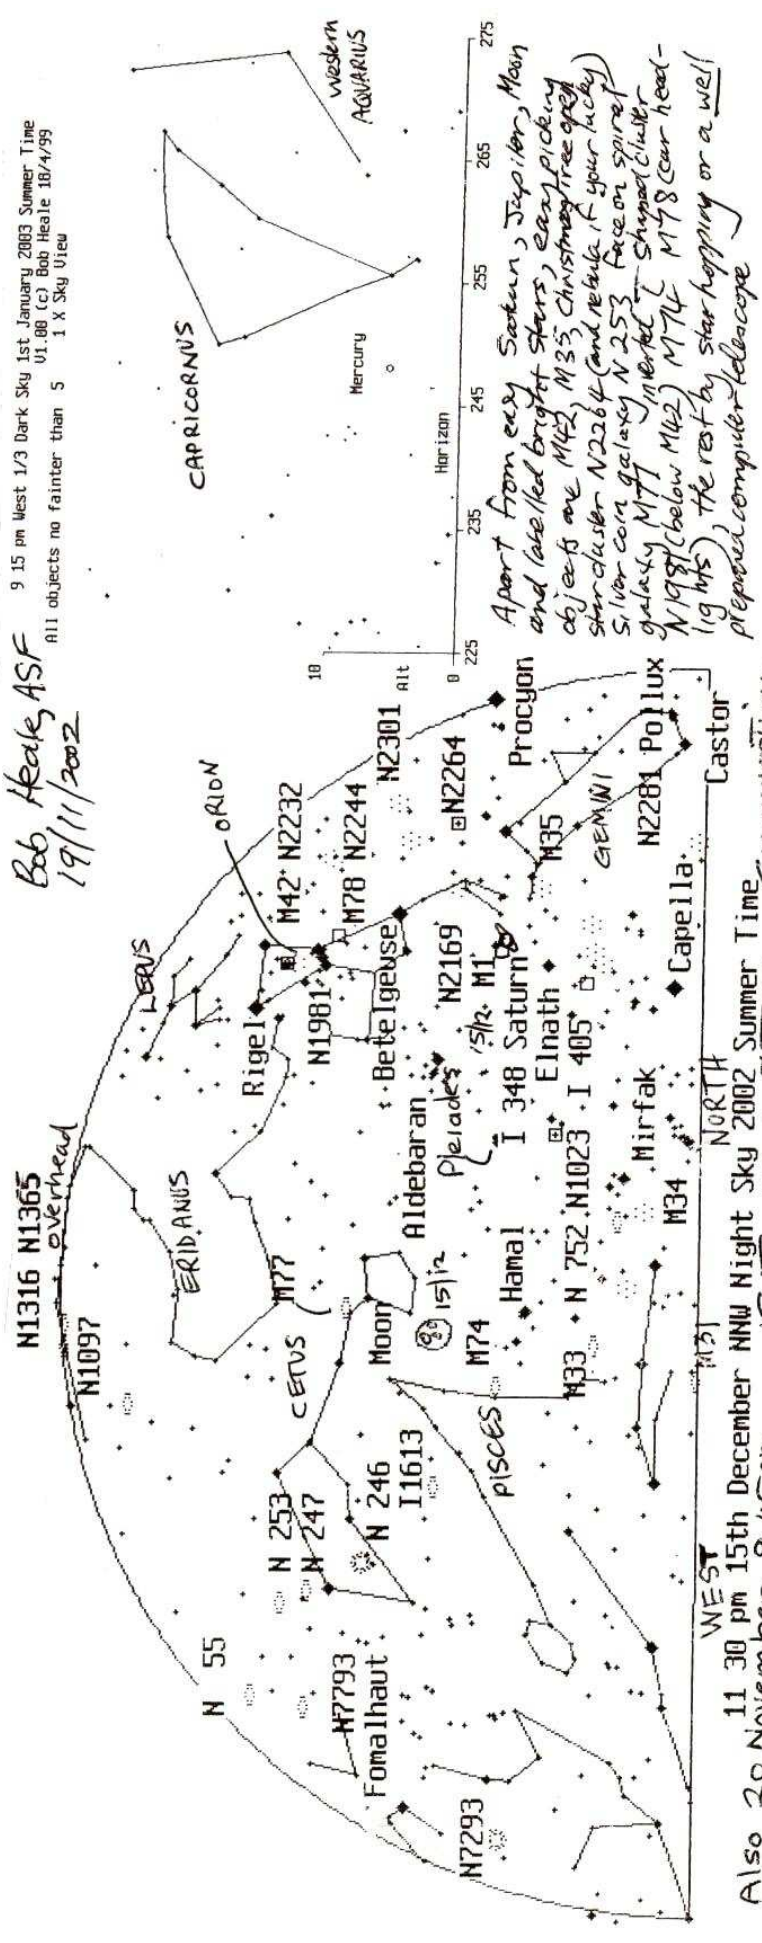 Bob Heale, ASF
19/11/2002
9 15 pm West 1/3 Dark Sky 1st January 2003 Summer Time
V1.00 (c) Bob Heale 18/4/99
All objects no fainter than 5 1 X Sky View
CAPRICORNUS
Western
AQUARIUS
Mercury
10
Alt
0
Horizon
225
235
245
255
265
275
Apart from easy Saturn, Jupiter, Moon
and labelled bright stars, easy picking
objects are M42, M35, Christmas tree open
star cluster N2264 (and nebula if your lucky)
silver coin galaxy N253 face on spiral
galaxy M77 inverted L shaped cluster
N1981 (below M42) M74 M78 (car head-
lights), the rest by star hopping or a well
prepared computer telescope
N1316 N1365
overhead
N1097
LEPUS
ORION
ERIDANUS
Rigel
M42 N2232
N1981
M78 N2244
Betelgeuse
N2301
N2264
Procyon
N 55
N 253
N 247
CETUS
M77
Moon
15/12
Aldebaran
Pleiades
N2169
15/12 M1
N 246
I1613
N7793
Fomalhaut
N7293
PISCES
M74
Hamal
I 348 Saturn
Elnath
M35
GEMINI
M33
N 752 N1023 I 405
Mirfak
M34
Capella
N2281 Pollux
Castor
M31
WEST
NORTH
11 30 pm 15th December NNW Night Sky 2002 Summer Time
Also 20 November